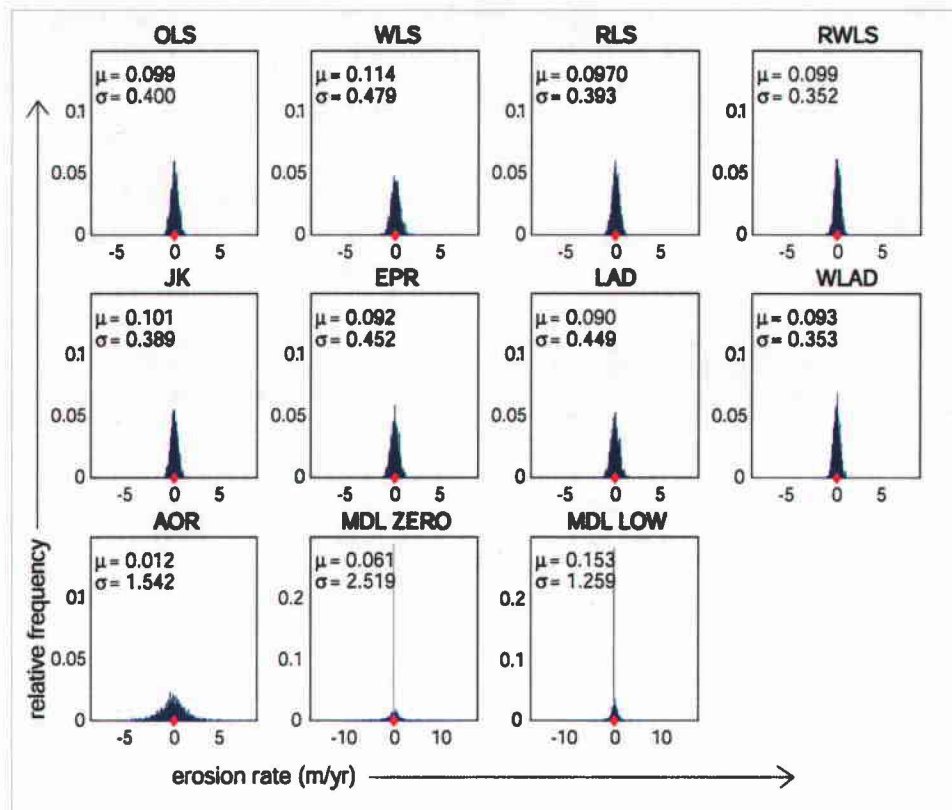 OLS WLS RLS RWLS
μ = 0.099 μ = 0.114 μ = 0.0970 μ = 0.099
σ = 0.400 σ = 0.479 σ = 0.393 σ = 0.352
0.1 0.1 0.1 0.1
0.05 0.05 0.05 0.05
0 0 0 0
-5 0 5 -5 0 5 -5 0 5 -5 0 5
JK EPR LAD WLAD
μ = 0.101 μ = 0.092 μ = 0.090 μ = 0.093
σ = 0.389 σ = 0.452 σ = 0.449 σ = 0.353
0.1 0.1 0.1 0.1
0.05 0.05 0.05 0.05
0 0 0 0
-5 0 5 -5 0 5 -5 0 5 -5 0 5
AOR MDL ZERO MDL LOW
μ = 0.012 μ = 0.061 μ = 0.153
σ = 1.542 σ = 2.519 σ = 1.259
0.1 0.2 0.2
0.05 0.1 0.1
0 0 0
-5 0 5 -10 0 10 -10 0 10
relative frequency
erosion rate (m/yr)